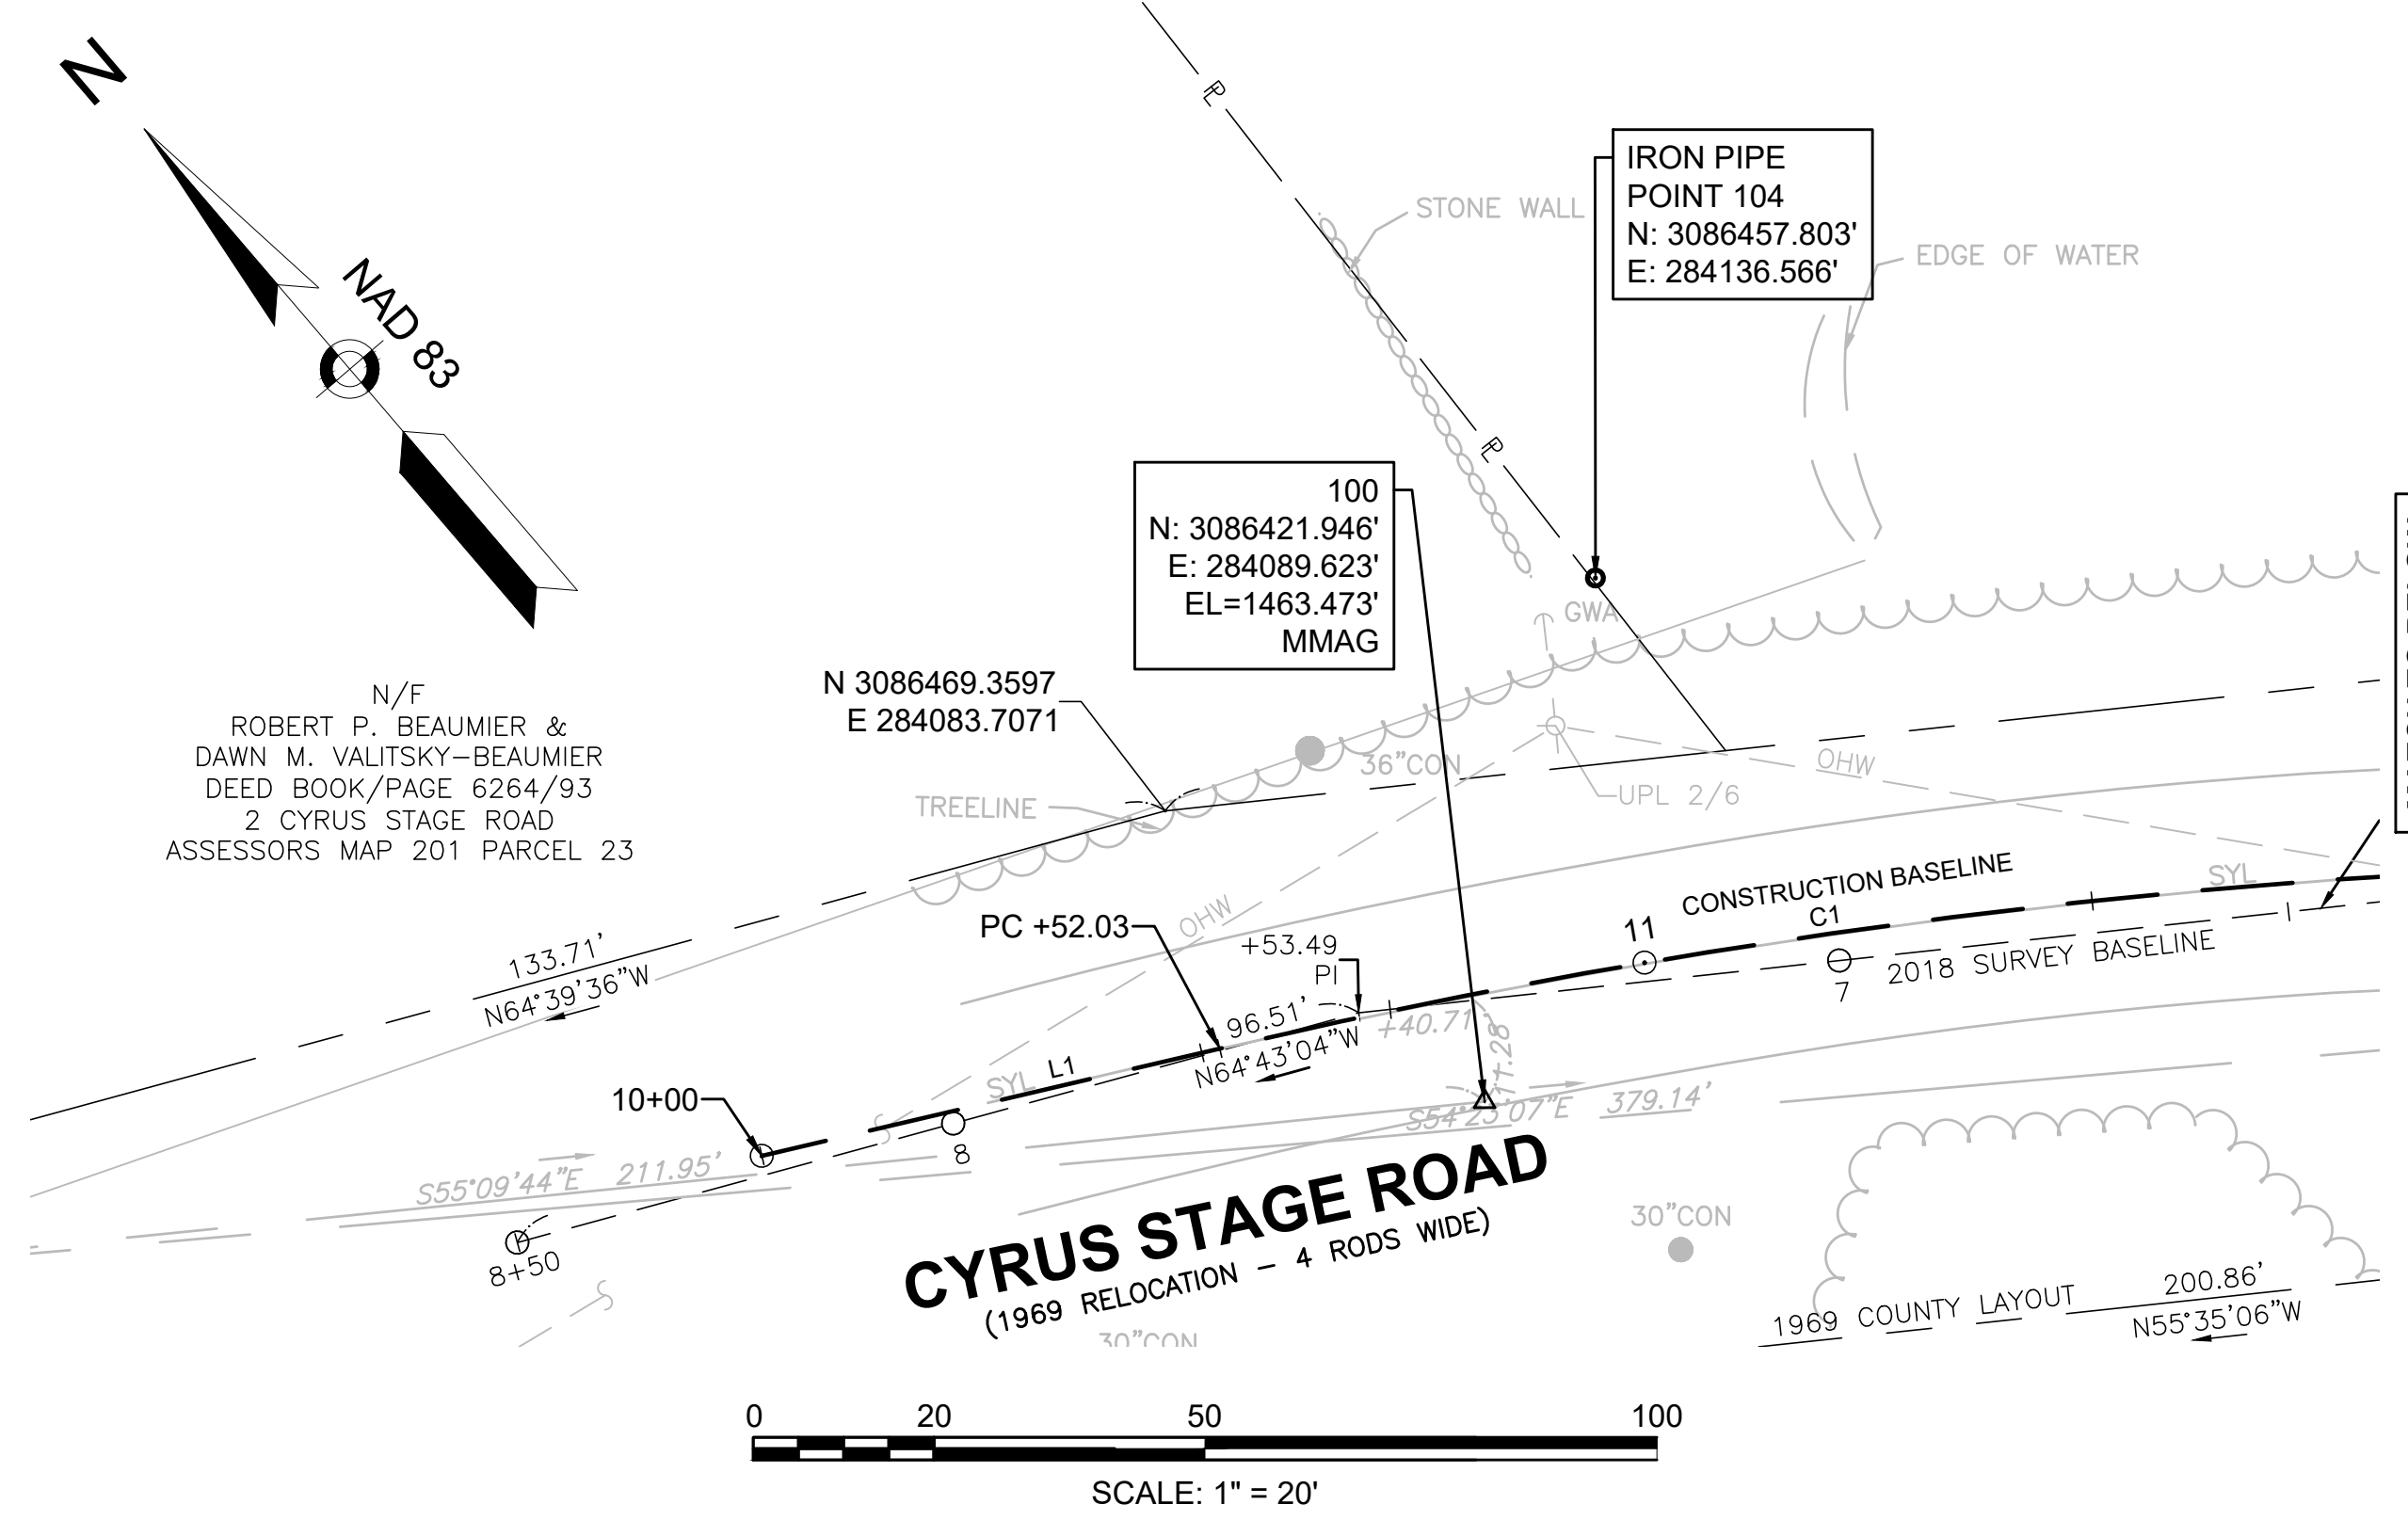 N
NAD 83
℄
IRON PIPE
POINT 104
N: 3086457.803'
E: 284136.566'
STONE WALL
EDGE OF WATER
100
N: 3086421.946'
E: 284089.623'
EL=1463.473'
MMAG
GWA
N 3086469.3597
E 284083.7071
N/F
ROBERT P. BEAUMIER &
DAWN M. VALITSKY-BEAUMIER
DEED BOOK/PAGE 6264/93
2 CYRUS STAGE ROAD
ASSESSORS MAP 201 PARCEL 23
36"CON
OHW
UPL 2/6
TREELINE
CONSTRUCTION BASELINE
C1
SYL
11
2018 SURVEY BASELINE
7
OHW
PC +52.03
+53.49
PI
133.71'
N64°39'36"W
96.51'
N64°43'04"W
+40.71
11.28
SYL
L1
10+00
8
S54°23'07"E 379.14'
S55°09'44"E 211.95'
8+50
CYRUS STAGE ROAD
(1969 RELOCATION - 4 RODS WIDE)
30"CON
30"CON
1969 COUNTY LAYOUT
200.86'
N55°35'06"W
0 20 50 100
SCALE: 1" = 20'